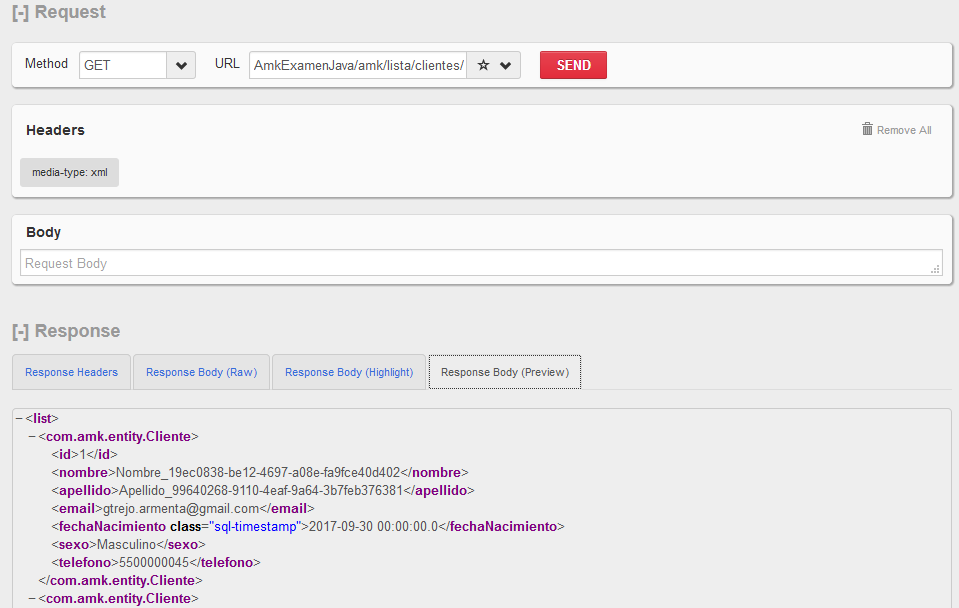 [-] Request
Method GET URL AmkExamenJava/amk/lista/clientes/ SEND
Headers Remove All
media-type: xml
Body
Request Body
[-] Response
Response Headers Response Body (Raw) Response Body (Highlight) Response Body (Preview)
−<list>
−<com.amk.entity.Cliente>
<id>1</id>
<nombre>Nombre_19ec0838-be12-4697-a08e-fa9fce40d402</nombre>
<apellido>Apellido_99640268-9110-4eaf-9a64-3b7feb376381</apellido>
<email>gtrejo.armenta@gmail.com</email>
<fechaNacimiento class="sql-timestamp">2017-09-30 00:00:00.0</fechaNacimiento>
<sexo>Masculino</sexo>
<telefono>5500000045</telefono>
</com.amk.entity.Cliente>
−<com.amk.entity.Cliente>